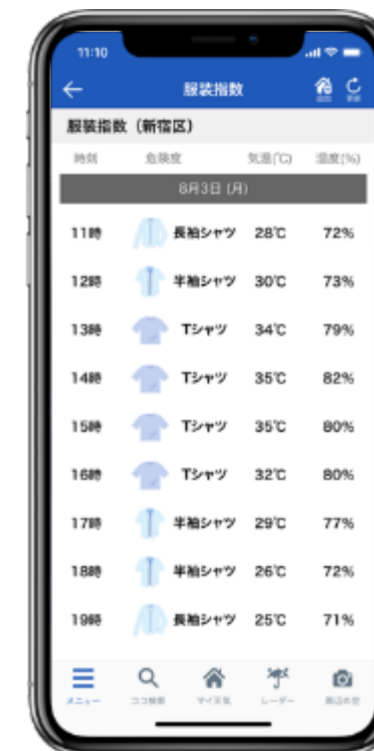 11:10
服装指数
服装指数（新宿区）
時刻 危険度 気温(℃) 湿度(%)
8月3日 (月)
11時 長袖シャツ 28℃ 72%
12時 半袖シャツ 30℃ 73%
13時 Tシャツ 34℃ 79%
14時 Tシャツ 35℃ 82%
15時 Tシャツ 35℃ 80%
16時 Tシャツ 32℃ 80%
17時 半袖シャツ 29℃ 77%
18時 半袖シャツ 26℃ 72%
19時 長袖シャツ 25℃ 71%
メニュー ココ検索 マイ天気 レーダー 周辺の空